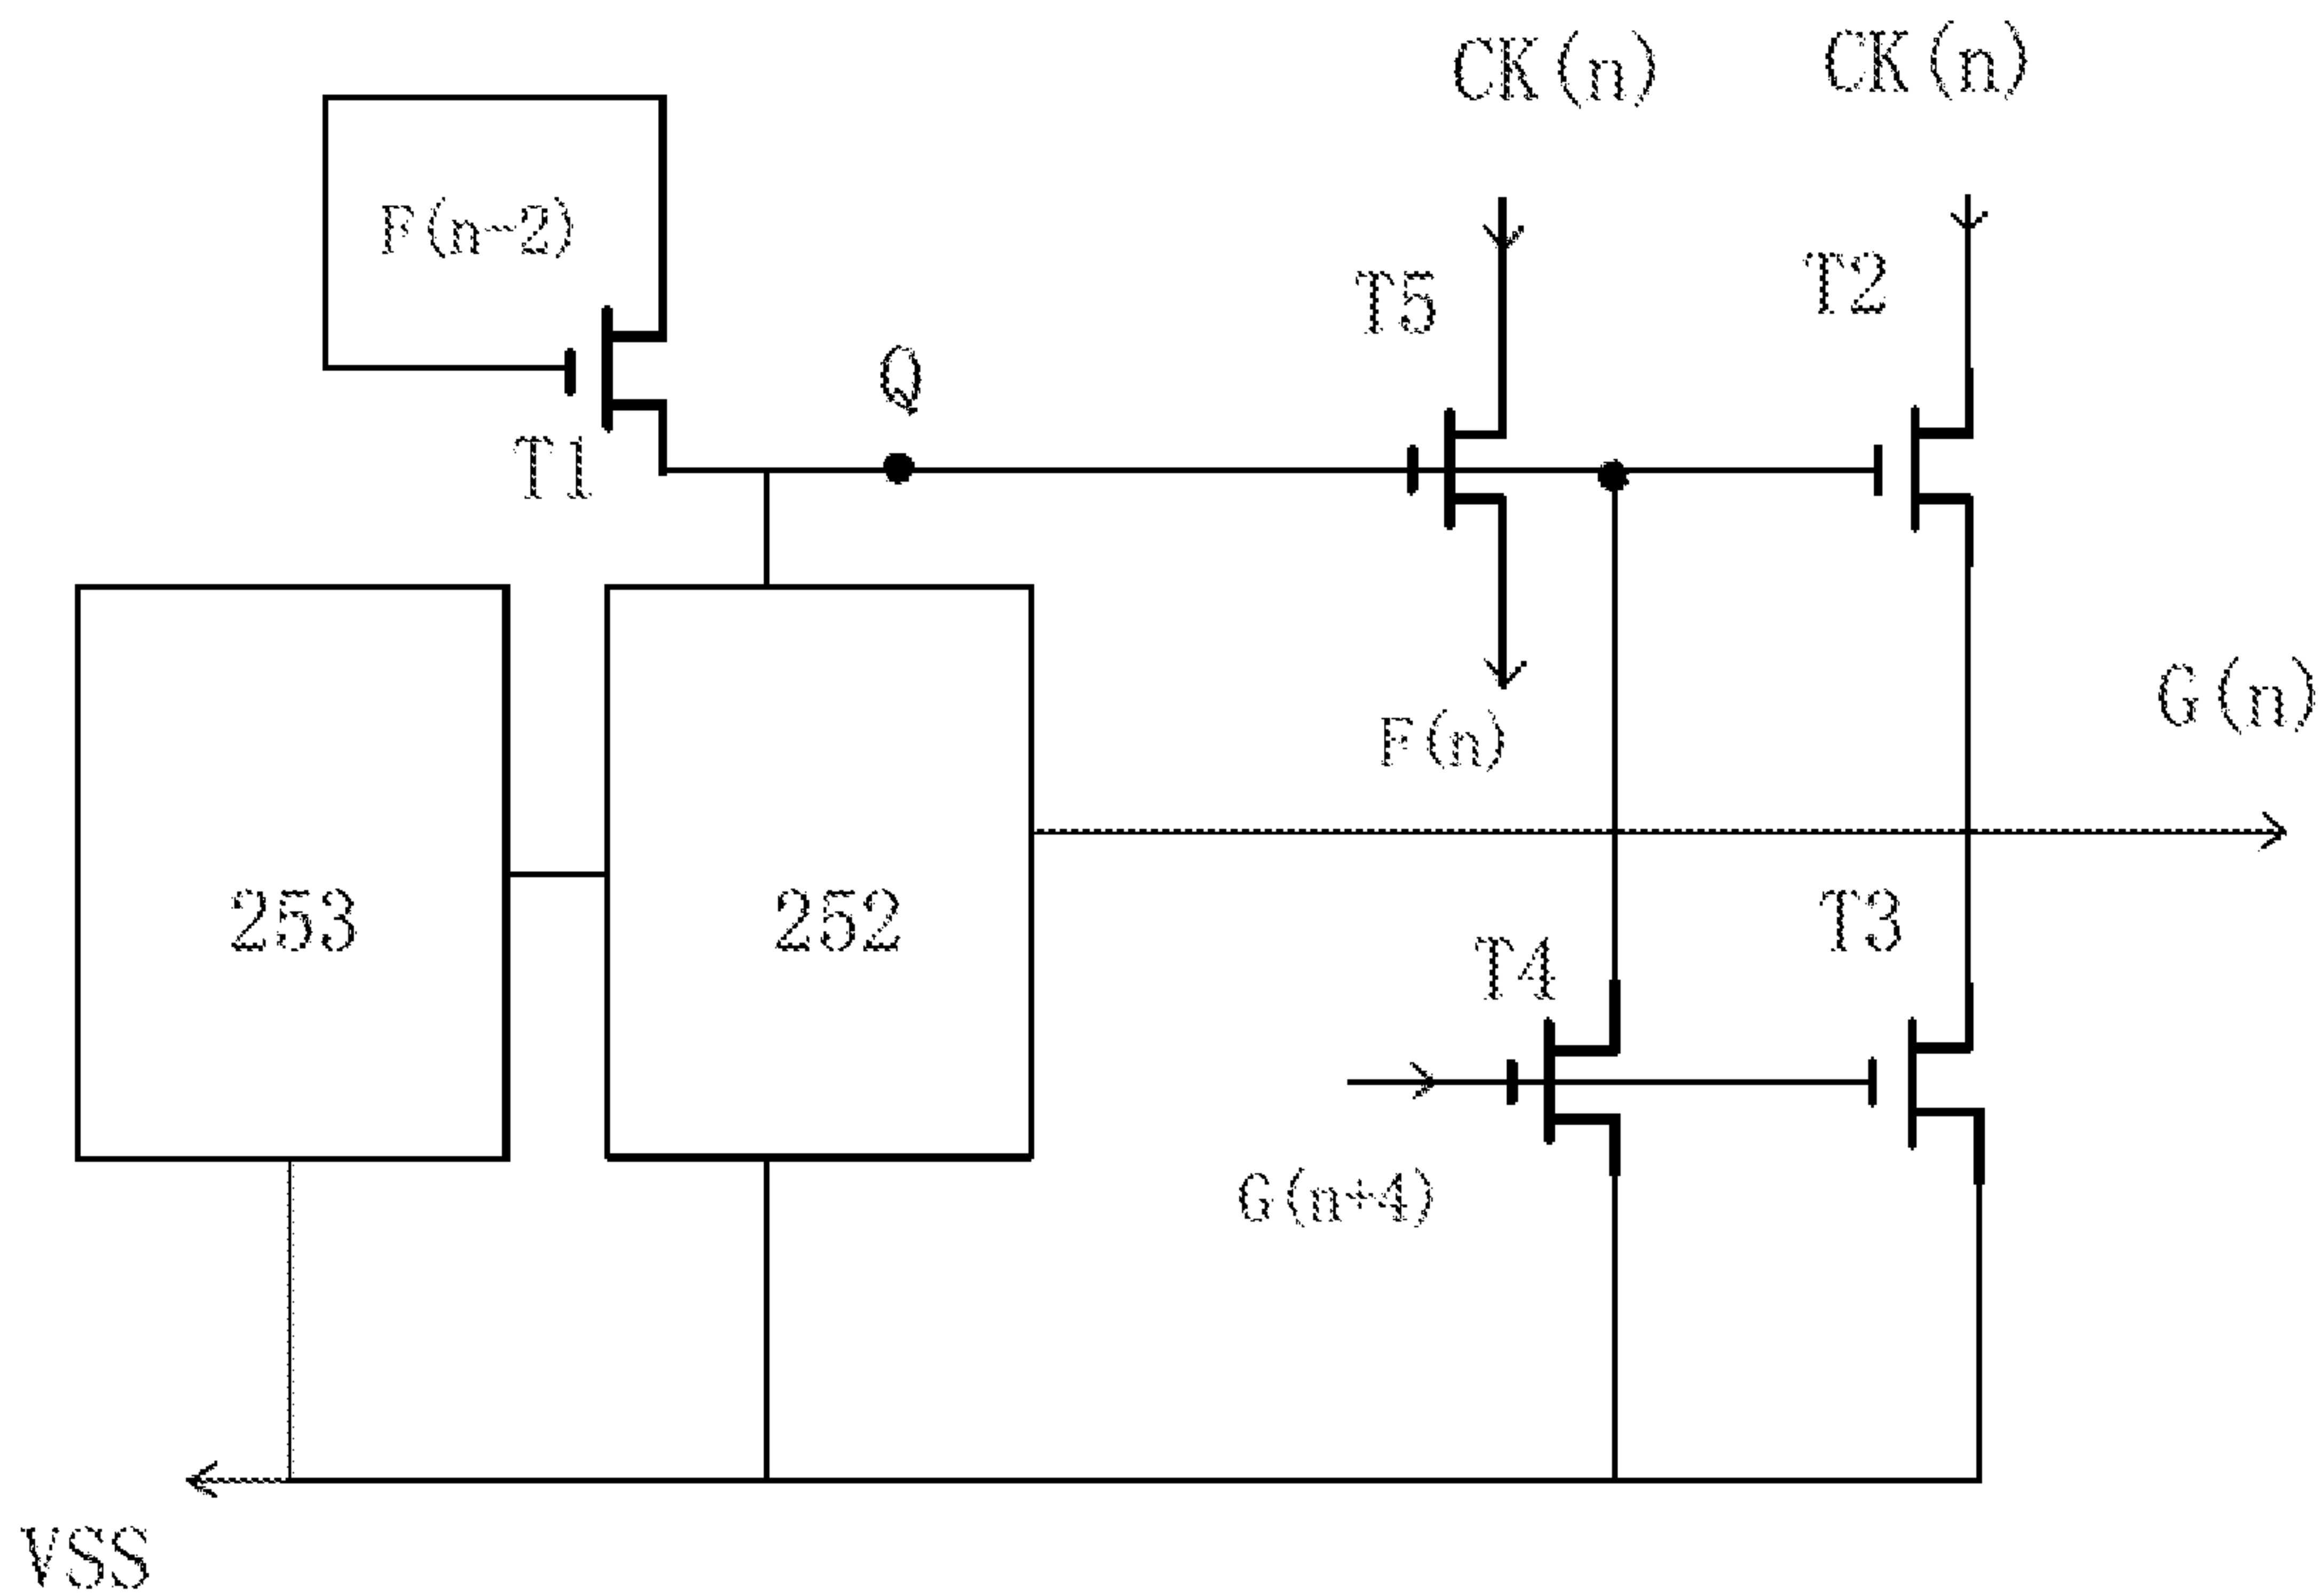 CK(n)
CK(n)
F(n-2)
T5
T2
Q
T1
G(n)
F(n)
253
252
T3
T4
G(n+4)
VSS